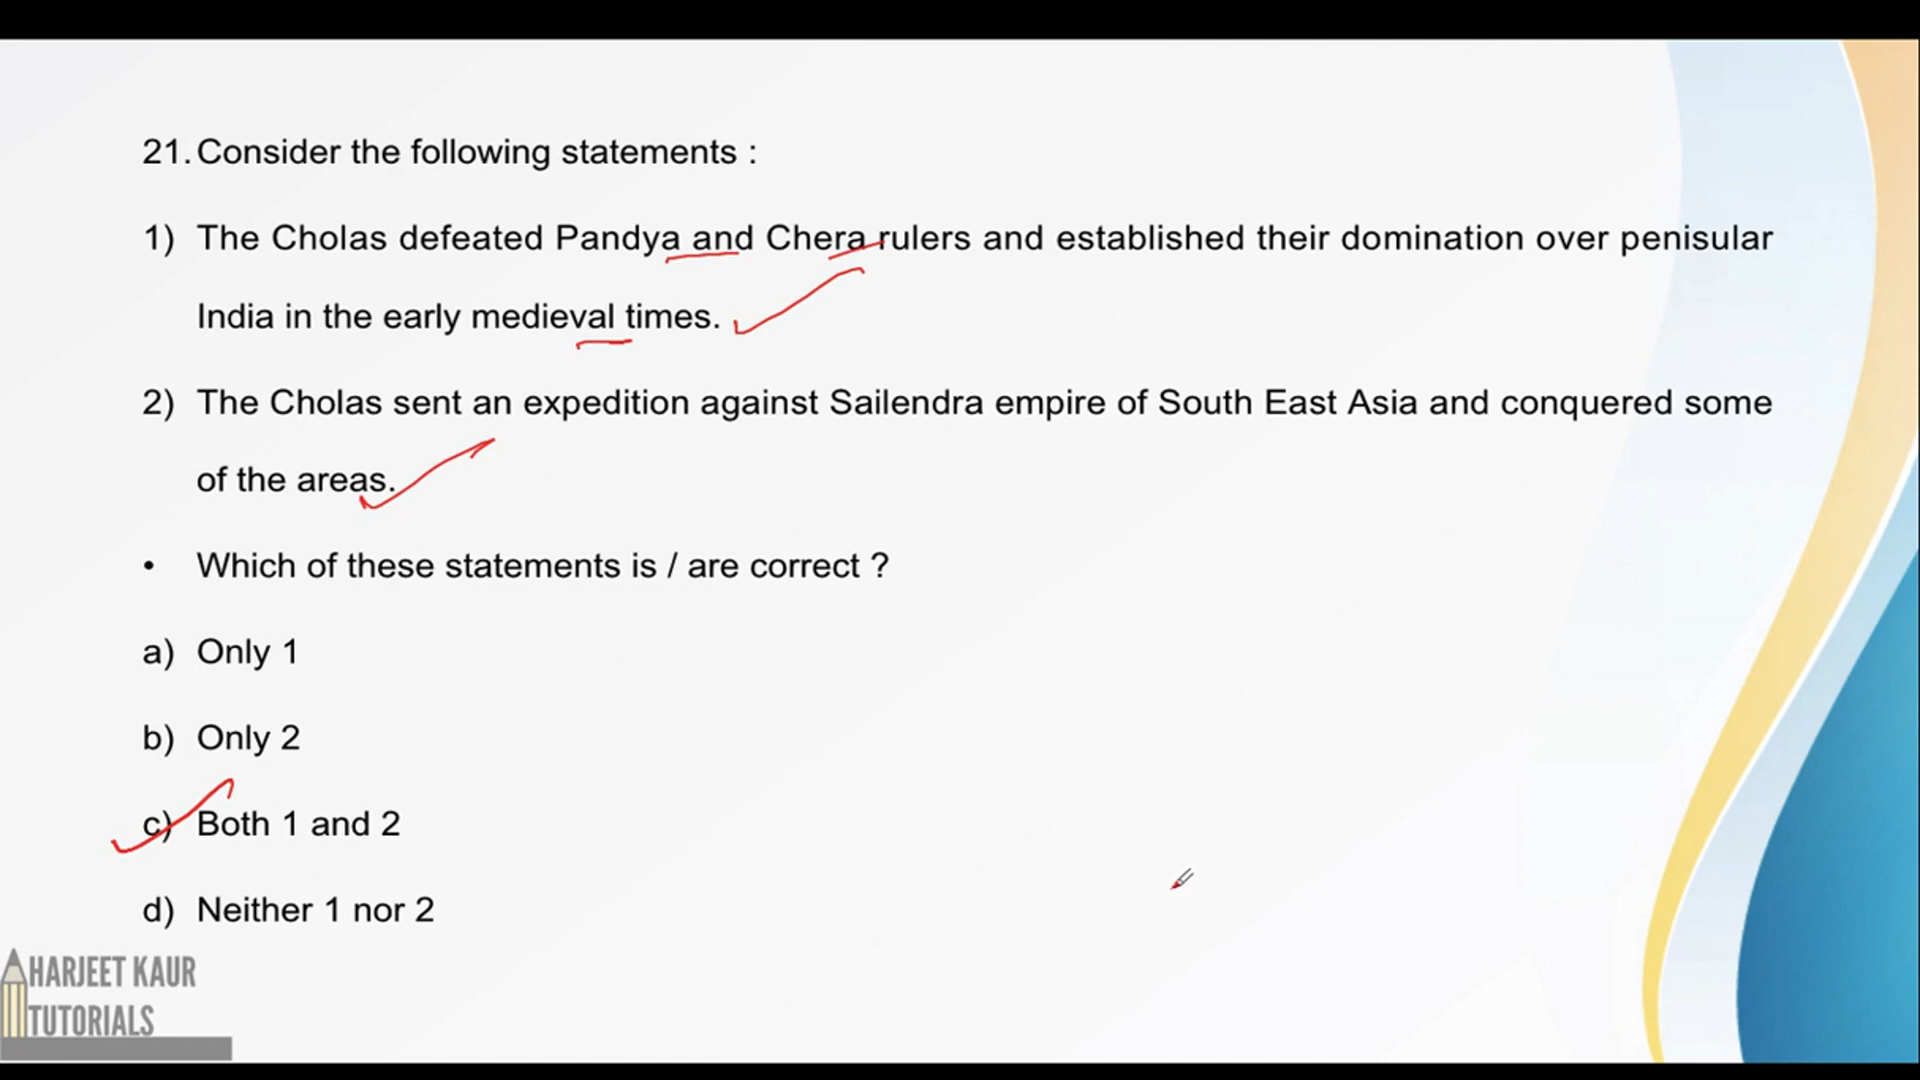 21. Consider the following statements :
1) The Cholas defeated Pandya and Chera rulers and established their domination over penisular
India in the early medieval times.
2) The Cholas sent an expedition against Sailendra empire of South East Asia and conquered some
of the areas.
• Which of these statements is / are correct ?
a) Only 1
b) Only 2
c) Both 1 and 2
d) Neither 1 nor 2
HARJEET KAUR
TUTORIALS